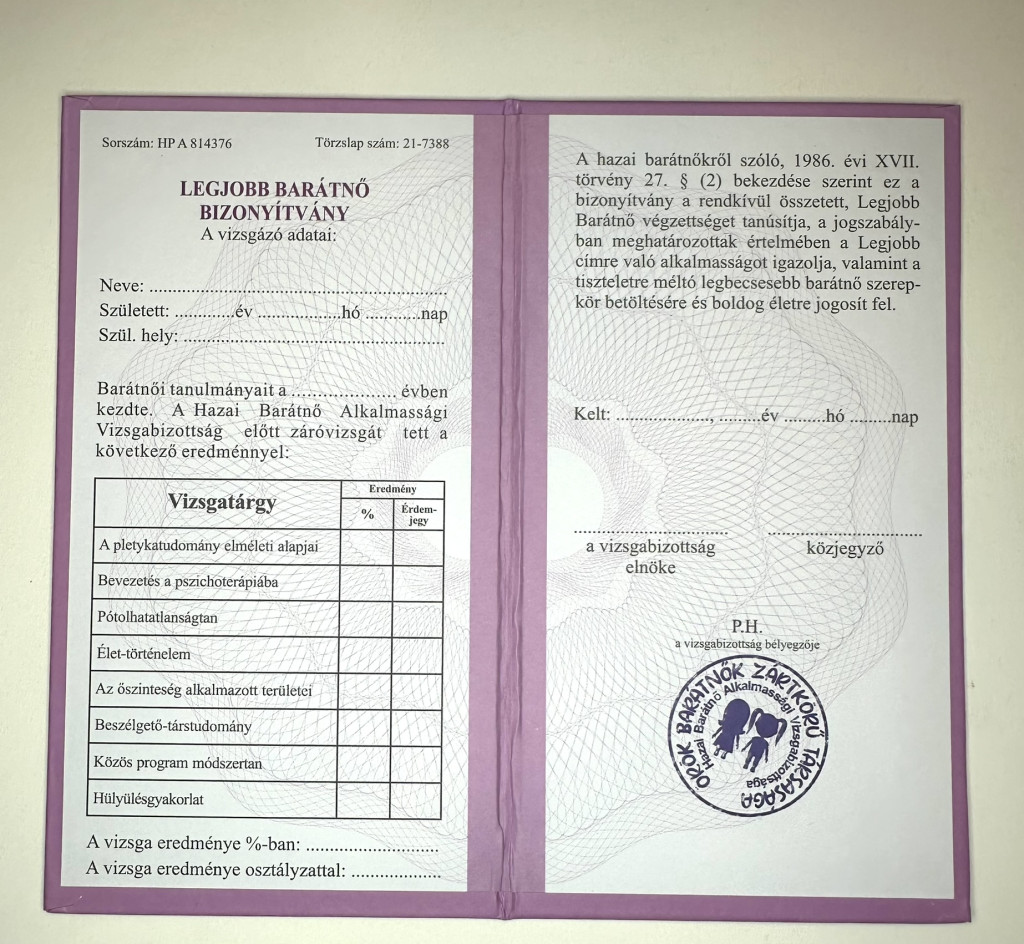 Sorszám: HP A 814376 Törzslap szám: 21-7388
LEGJOBB BARÁTNŐ
BIZONYÍTVÁNY
A vizsgázó adatai:
Neve: ............................................................
Született: ............év .................hó ...........nap
Szül. hely: .....................................................
Barátnői tanulmányait a ..................... évben
kezdte. A Hazai Barátnő Alkalmassági
Vizsgabizottság előtt záróvizsgát tett a
következő eredménnyel:
Vizsgatárgy
Eredmény
%
Érdem-
jegy
A pletykatudomány elméleti alapjai
Bevezetés a pszichoterápiába
Pótolhatatlanságtan
Élet-történelem
Az őszinteség alkalmazott területei
Beszélgető-társtudomány
Közös program módszertan
Hülyülésgyakorlat
A vizsga eredménye %-ban: ...........................
A vizsga eredménye osztályzattal: ..................
A hazai barátnőkről szóló, 1986. évi XVII.
törvény 27. § (2) bekezdése szerint ez a
bizonyítvány a rendkívül összetett, Legjobb
Barátnő végzettséget tanúsítja, a jogszabály-
ban meghatározottak értelmében a Legjobb
címre való alkalmasságot igazolja, valamint a
tiszteletre méltó legbecsesebb barátnő szerep-
kör betöltésére és boldog életre jogosít fel.
Kelt: ...................., .........év .........hó .........nap
................................ ................................
a vizsgabizottság közjegyző
elnöke
P.H.
a vizsgabizottság bélyegzője
ÖRÖK BARÁTNŐK ZÁRTKÖRŰ TÁRSASÁGA
Hazai Barátnő Alkalmassági Vizsgabizottsága